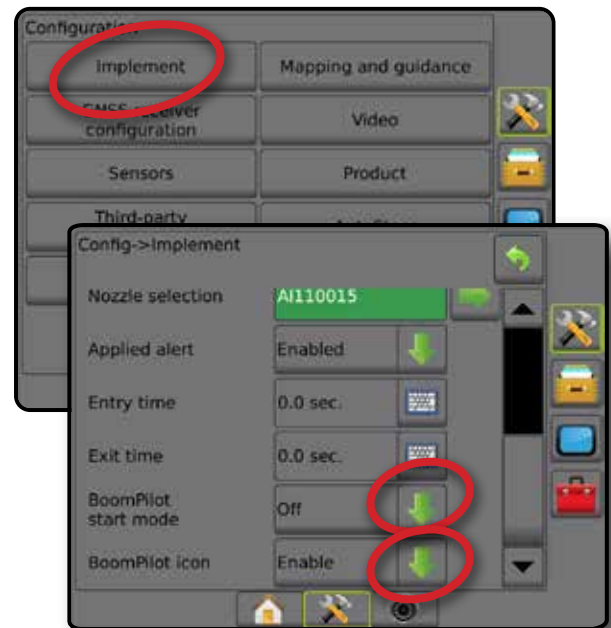 Configuration
Implement
Mapping and guidance
GNSS receiver
configuration
Video
Sensors
Product
Third-party
Config->Implement
Nozzle selection
AI110015
Applied alert
Enabled
Entry time
0.0 sec.
Exit time
0.0 sec.
BoomPilot
start mode
Off
BoomPilot icon
Enable